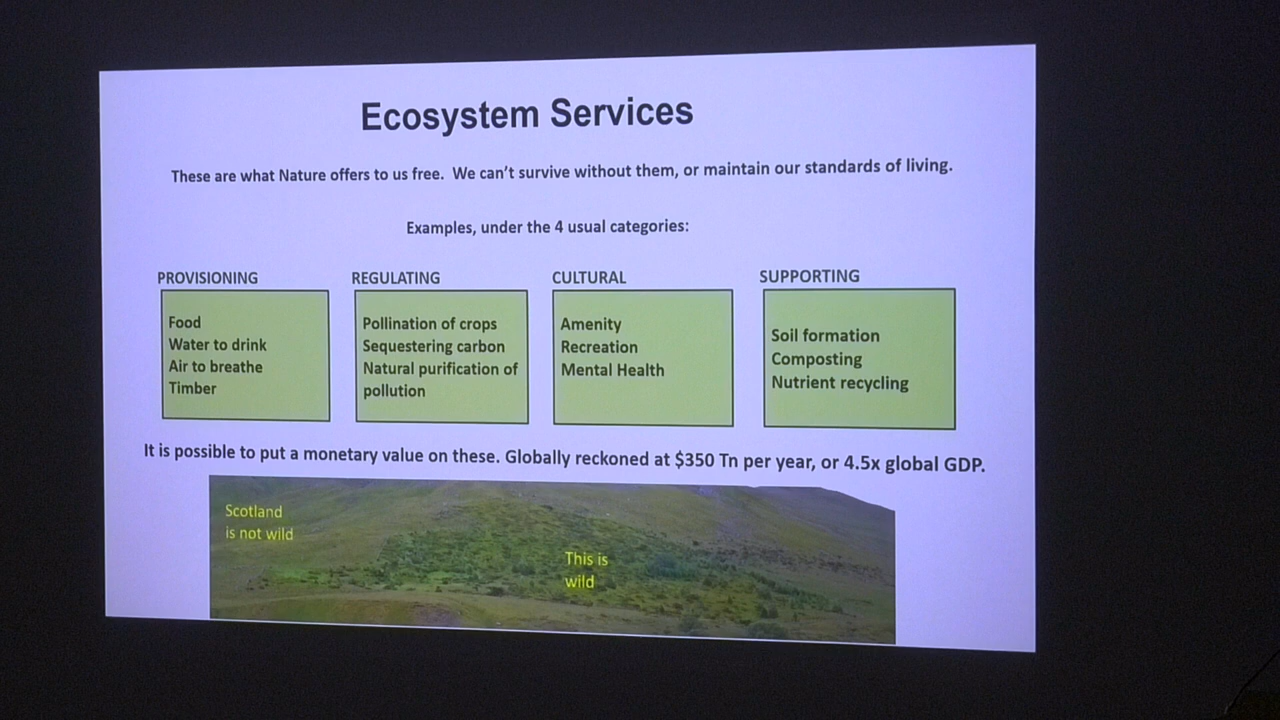 Ecosystem Services
These are what Nature offers to us free.  We can't survive without them, or maintain our standards of living.
Examples, under the 4 usual categories:
PROVISIONING
Food
Water to drink
Air to breathe
Timber
REGULATING
Pollination of crops
Sequestering carbon
Natural purification of
pollution
CULTURAL
Amenity
Recreation
Mental Health
SUPPORTING
Soil formation
Composting
Nutrient recycling
It is possible to put a monetary value on these. Globally reckoned at $350 Tn per year, or 4.5x global GDP.
Scotland
is not wild
This is
wild